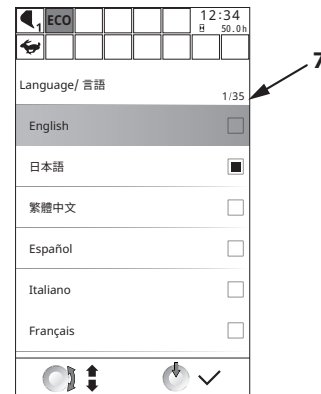 1 ECO 12:34
50.0h
Language/ 言語
1/35
7
English
日本語
繁體中文
Español
Italiano
Français